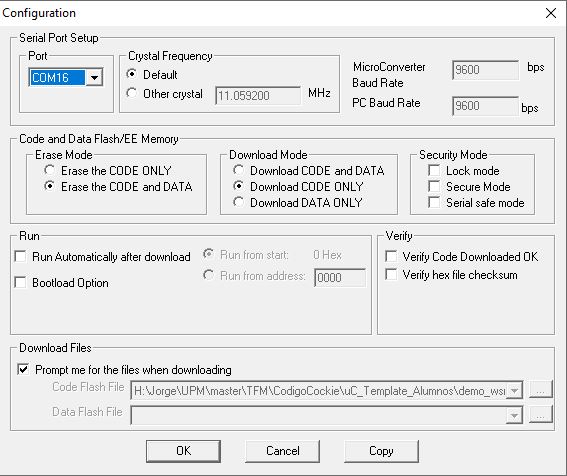 Configuration
Serial Port Setup
Port
COM16
Crystal Frequency
Default
Other crystal 11.059200 MHz
MicroConverter Baud Rate 9600 bps
PC Baud Rate 9600 bps
Code and Data Flash/EE Memory
Erase Mode
Erase the CODE ONLY
Erase the CODE and DATA
Download Mode
Download CODE and DATA
Download CODE ONLY
Download DATA ONLY
Security Mode
Lock mode
Secure Mode
Serial safe mode
Run
Run Automatically after download
Bootload Option
Run from start: 0 Hex
Run from address: 0000
Verify
Verify Code Downloaded OK
Verify hex file checksum
Download Files
Prompt me for the files when downloading
Code Flash File H:\Jorge\UPM\master\TFM\CodigoCockie\uC_Template_Alumnos\demo_wsn ...
Data Flash File ...
OK Cancel Copy